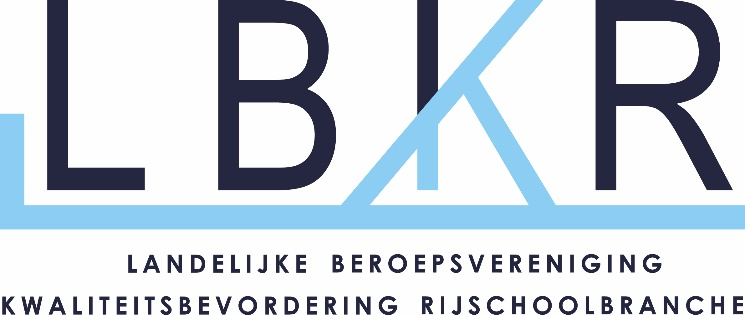 LBKR
LANDELIJKE BEROEPSVERENIGING
KWALITEITSBEVORDERING RIJSCHOOLBRANCHE